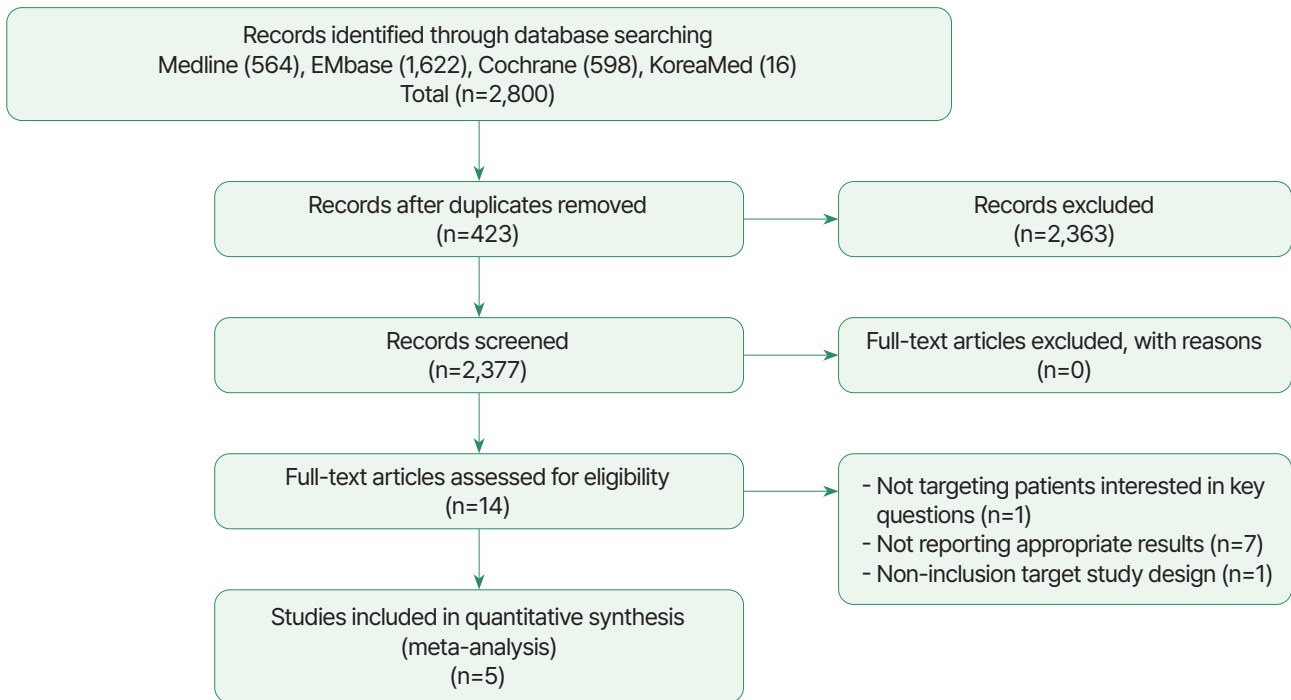 Records identified through database searching
Medline (564), EMbase (1,622), Cochrane (598), KoreaMed (16)
Total (n=2,800)
Records after duplicates removed
(n=423)
Records excluded
(n=2,363)
Records screened
(n=2,377)
Full-text articles excluded, with reasons
(n=0)
Full-text articles assessed for eligibility
(n=14)
- Not targeting patients interested in key
questions (n=1)
- Not reporting appropriate results (n=7)
- Non-inclusion target study design (n=1)
Studies included in quantitative synthesis
(meta-analysis)
(n=5)